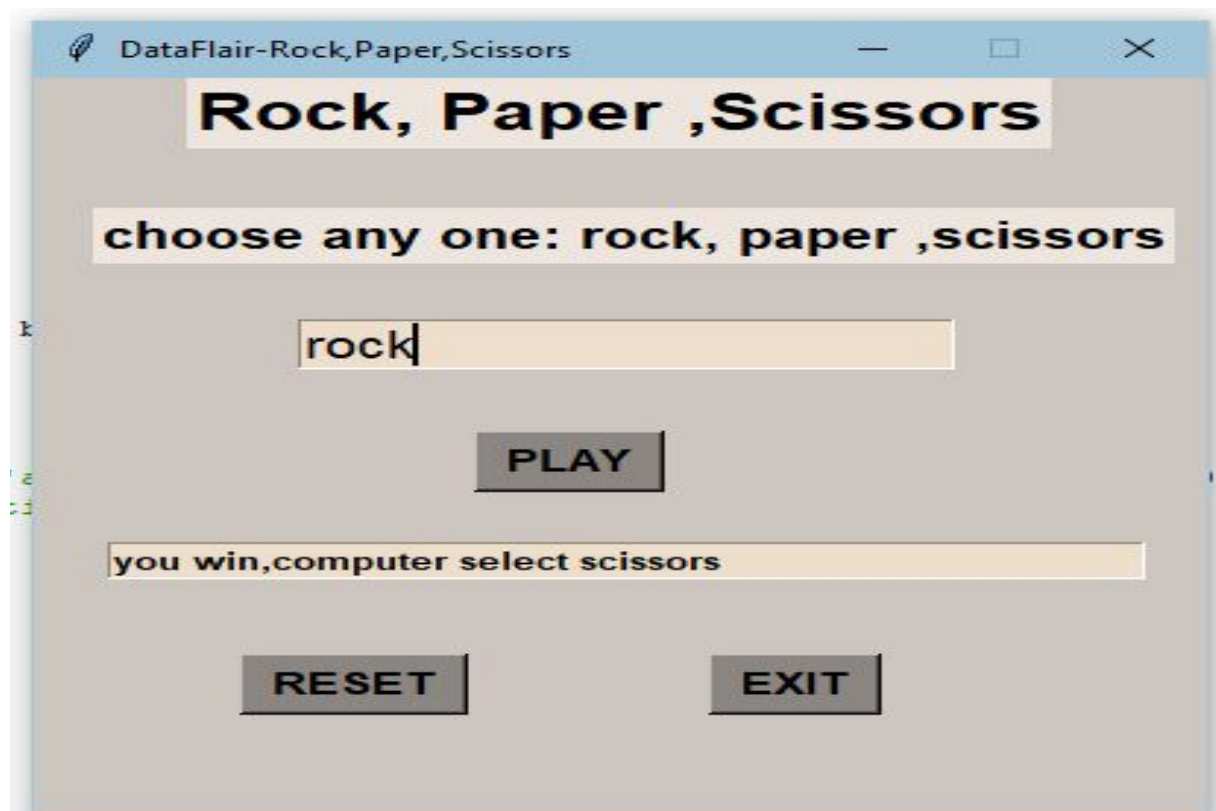 DataFlair-Rock,Paper,Scissors
Rock, Paper ,Scissors
choose any one: rock, paper ,scissors
rock
PLAY
you win,computer select scissors
RESET
EXIT